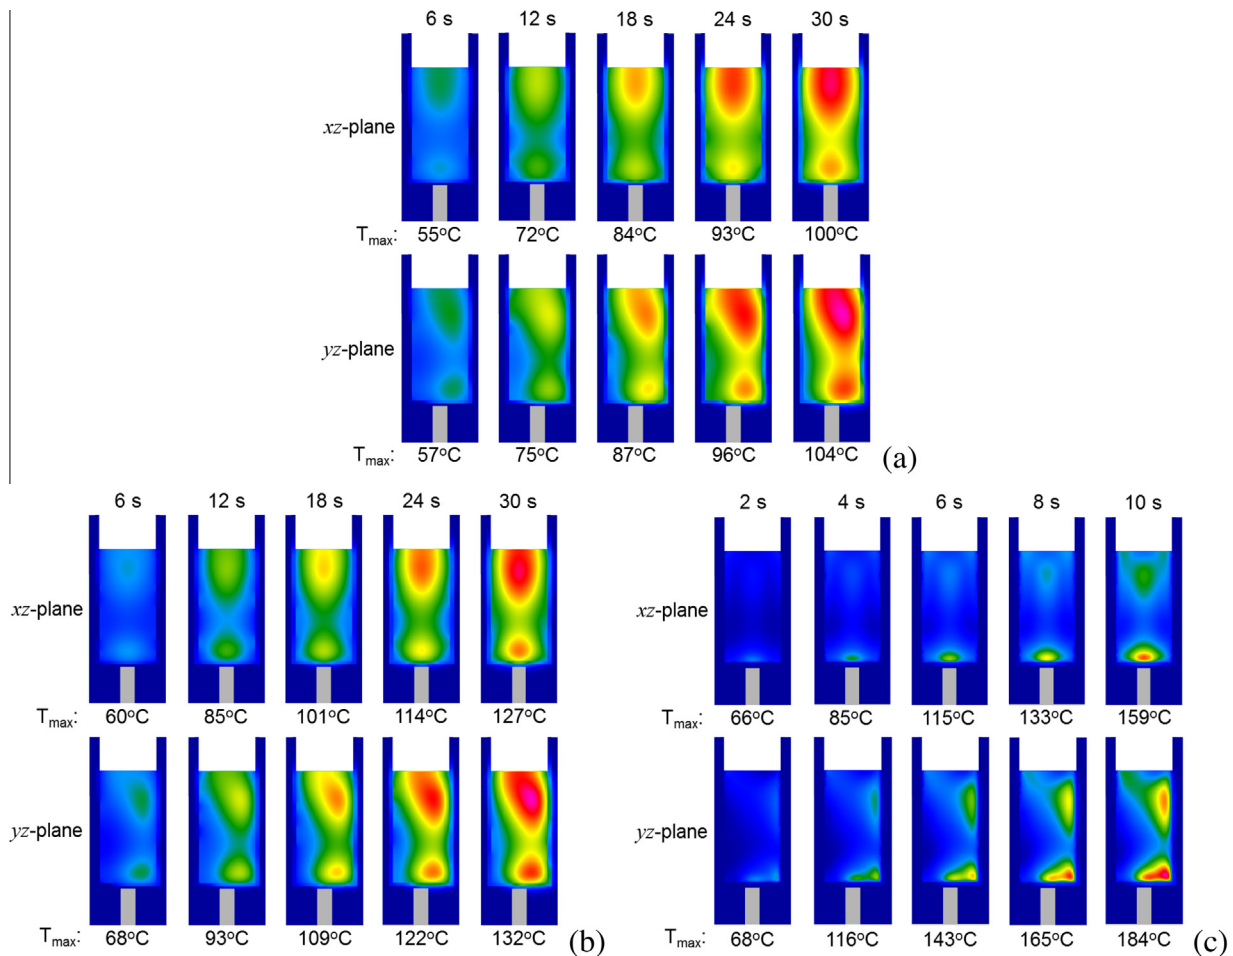 6 s 12 s 18 s 24 s 30 s
xz-plane
Tmax: 55°C 72°C 84°C 93°C 100°C
yz-plane
Tmax: 57°C 75°C 87°C 96°C 104°C (a)
6 s 12 s 18 s 24 s 30 s
xz-plane
Tmax: 60°C 85°C 101°C 114°C 127°C
yz-plane
Tmax: 68°C 93°C 109°C 122°C 132°C (b)
2 s 4 s 6 s 8 s 10 s
xz-plane
Tmax: 66°C 85°C 115°C 133°C 159°C
yz-plane
Tmax: 68°C 116°C 143°C 165°C 184°C (c)